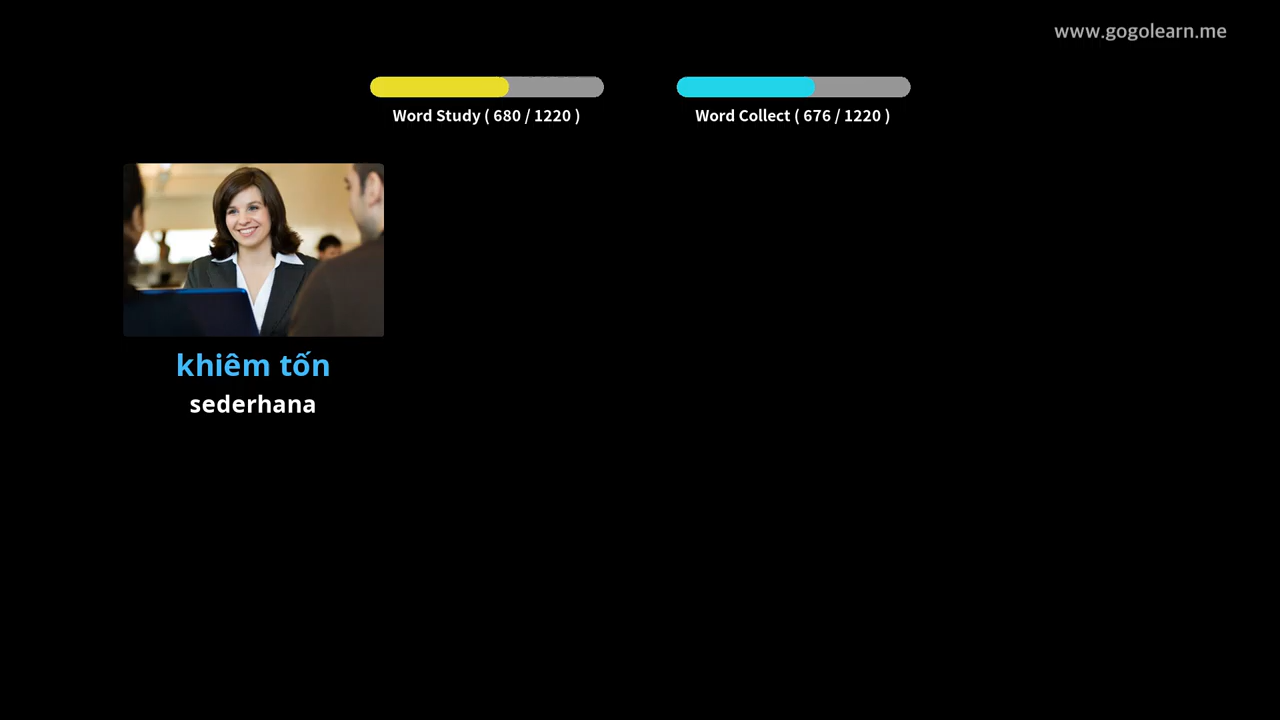 www.gogolearn.me
Word Study ( 680 / 1220 )
Word Collect ( 676 / 1220 )
khiêm tốn
sederhana